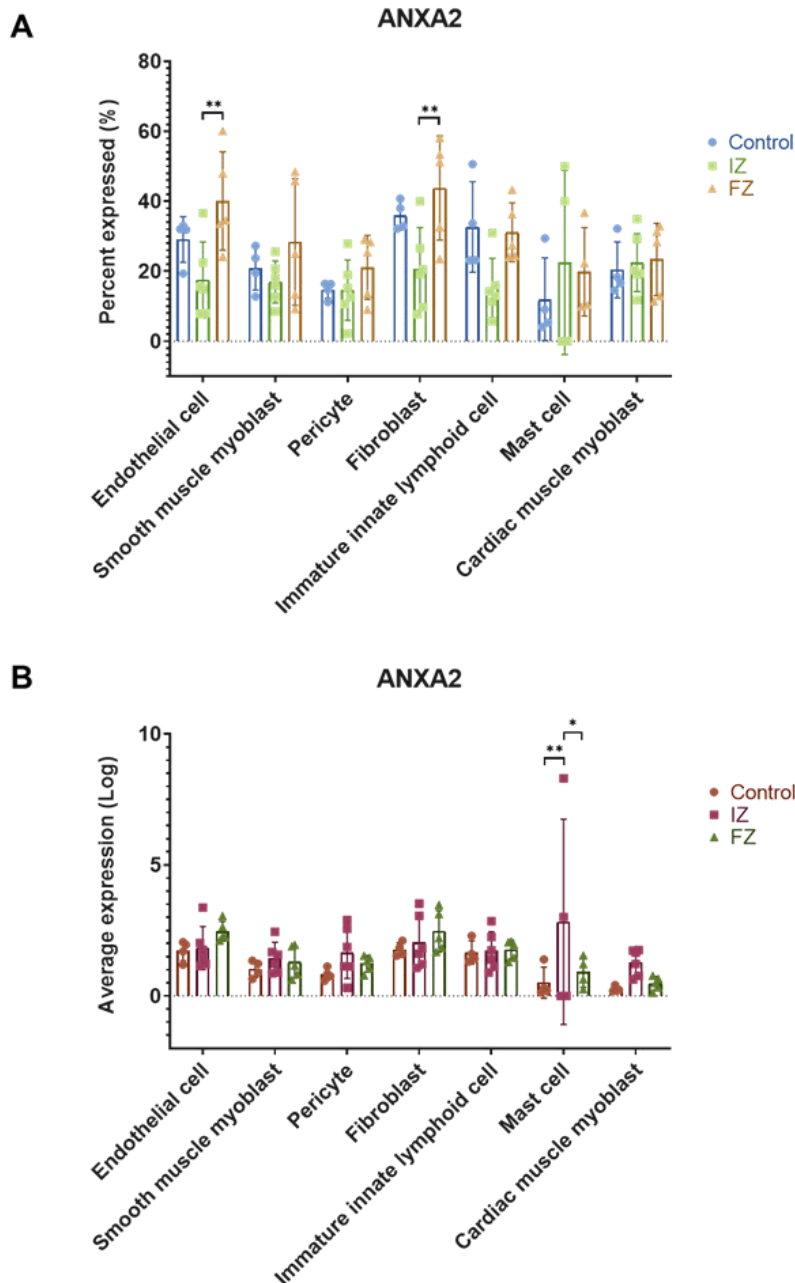 A
ANXA2
Percent expressed (%)
80
60
40
20
0
**
**
Control
IZ
FZ
Endothelial cell
Smooth muscle myoblast
Pericyte
Fibroblast
Immature innate lymphoid cell
Mast cell
Cardiac muscle myoblast
B
ANXA2
Average expression (Log)
10
5
0
**
*
Control
IZ
FZ
Endothelial cell
Smooth muscle myoblast
Pericyte
Fibroblast
Immature innate lymphoid cell
Mast cell
Cardiac muscle myoblast